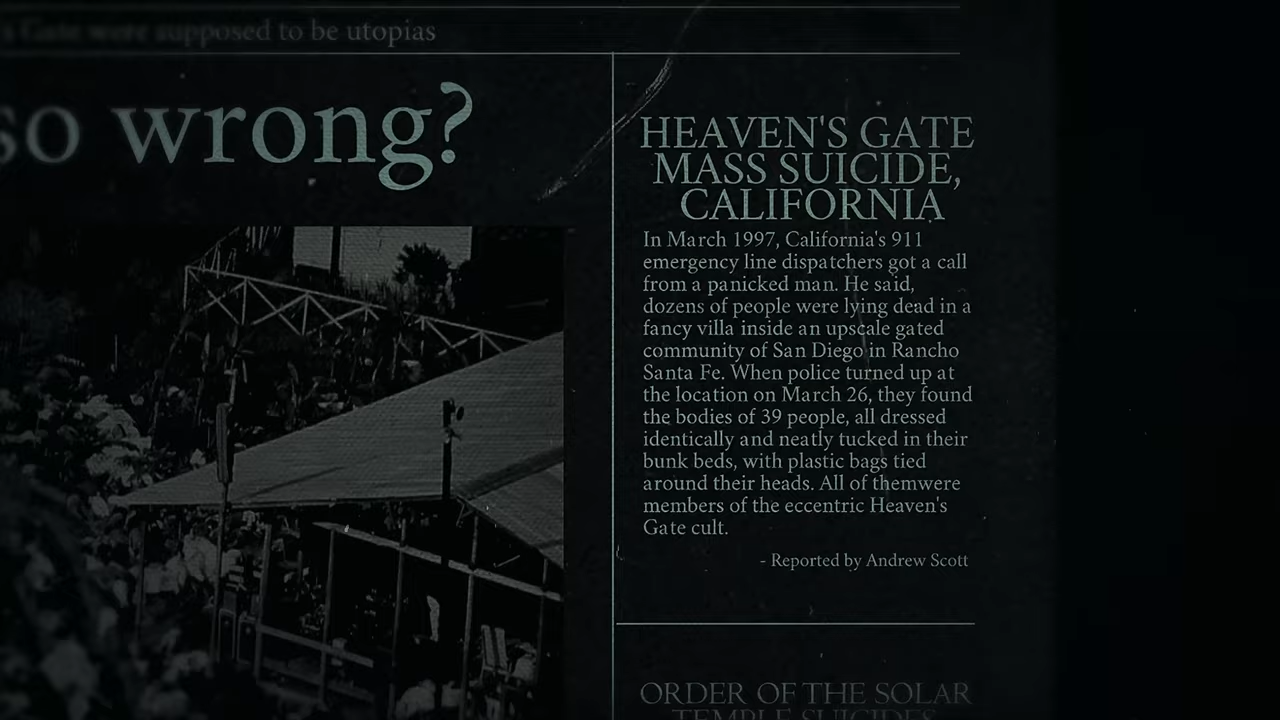 s Gate were supposed to be utopias
so wrong?
HEAVEN'S GATE
MASS SUICIDE,
CALIFORNIA
In March 1997, California's 911
emergency line dispatchers got a call
from a panicked man. He said,
dozens of people were lying dead in a
fancy villa inside an upscale gated
community of San Diego in Rancho
Santa Fe. When police turned up at
the location on March 26, they found
the bodies of 39 people, all dressed
identically and neatly tucked in their
bunk beds, with plastic bags tied
around their heads. All of themwere
members of the eccentric Heaven's
Gate cult.
- Reported by Andrew Scott
ORDER OF THE SOLAR
TEMPLE SUICIDES